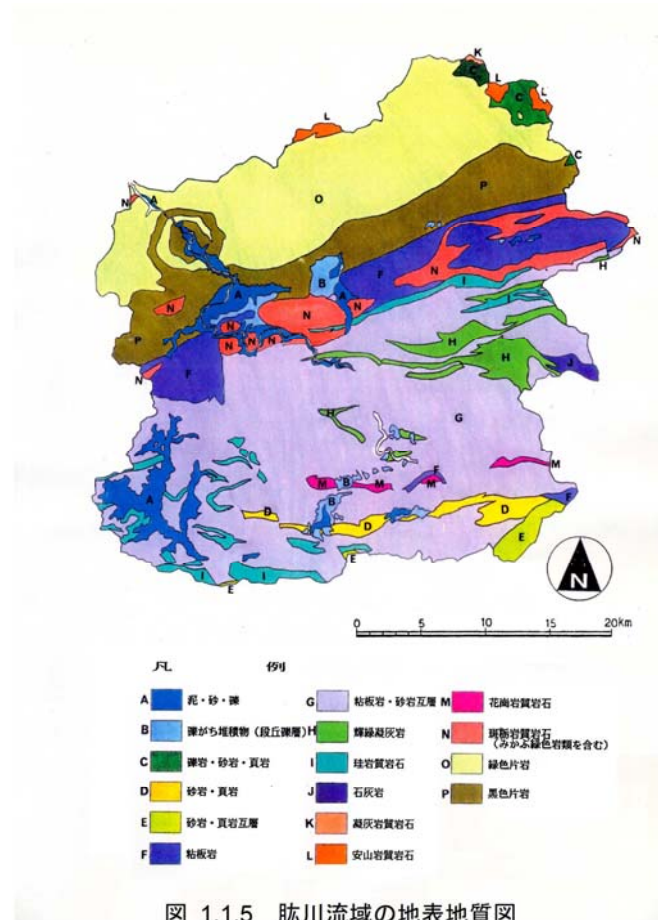 K
C
L
C
L
L
C
O
P
N
A
N
F
N
H
B
A
A
N
N
I
I
N
N
N
N
N
P
H
H
J
N
F
H
G
F
M
M
B
M
M
A
B
D
D
D
F
E
E
I
I
E
N
0 5 10 15 20km
凡 例
A 泥・砂・礫
B 礫がち堆積物（段丘礫層）
C 礫岩・砂岩・頁岩
D 砂岩・頁岩
E 砂岩・頁岩互層
F 粘板岩
G 粘板岩・砂岩互層
H 輝緑凝灰岩
I 珪岩質岩石
J 石灰岩
K 凝灰岩質岩石
L 安山岩質岩石
M 花崗岩質岩石
N 斑粝岩質岩石
（みかぶ緑色岩類を含む）
O 緑色片岩
P 黒色片岩
図 1.1.5 肱川流域の地表地質図